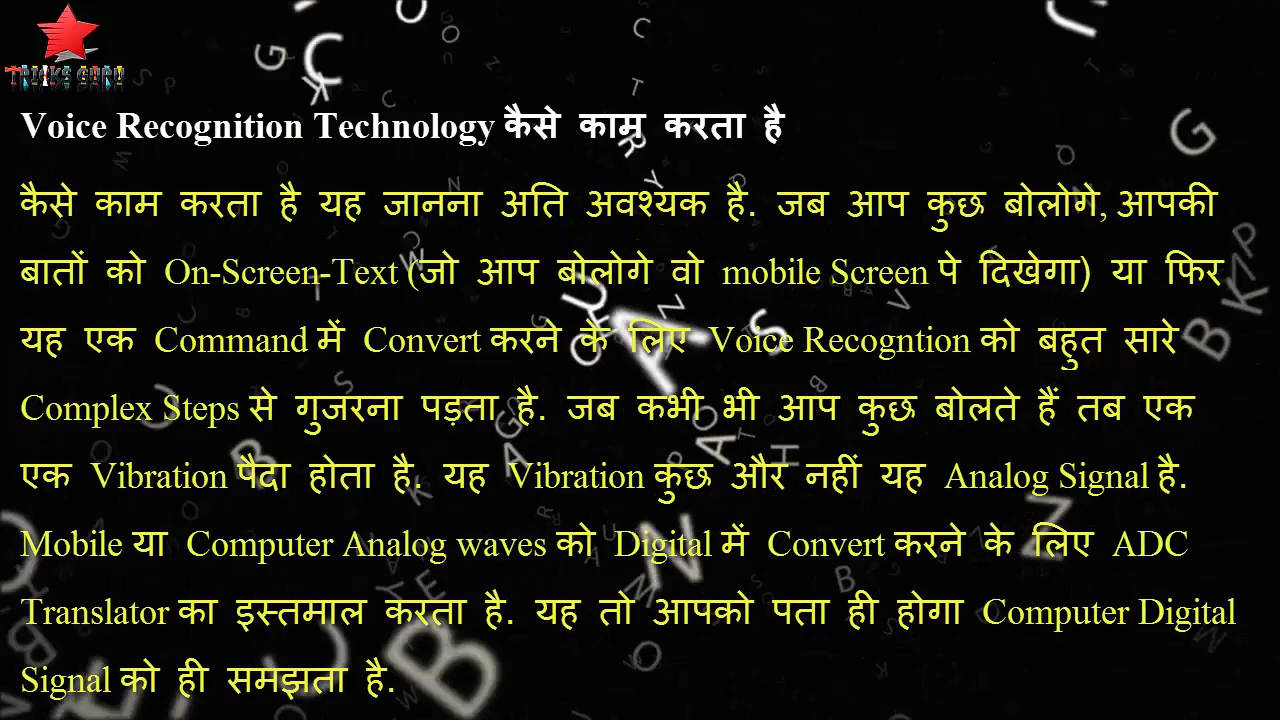 TRICKS GURU
Voice Recognition Technology कैसे काम करता है
कैसे काम करता है यह जानना अति अवश्यक है. जब आप कुछ बोलोगे, आपकी
बातों को On-Screen-Text (जो आप बोलोगे वो mobile Screen पे दिखेगा) या फिर
यह एक Command में Convert करने के लिए Voice Recogntion को बहुत सारे
Complex Steps से गुजरना पड़ता है. जब कभी भी आप कुछ बोलते हैं तब एक
एक Vibration पैदा होता है. यह Vibration कुछ और नहीं यह Analog Signal है.
Mobile या Computer Analog waves को Digital में Convert करने के लिए ADC
Translator का इस्तमाल करता है. यह तो आपको पता ही होगा Computer Digital
Signal को ही समझता है.